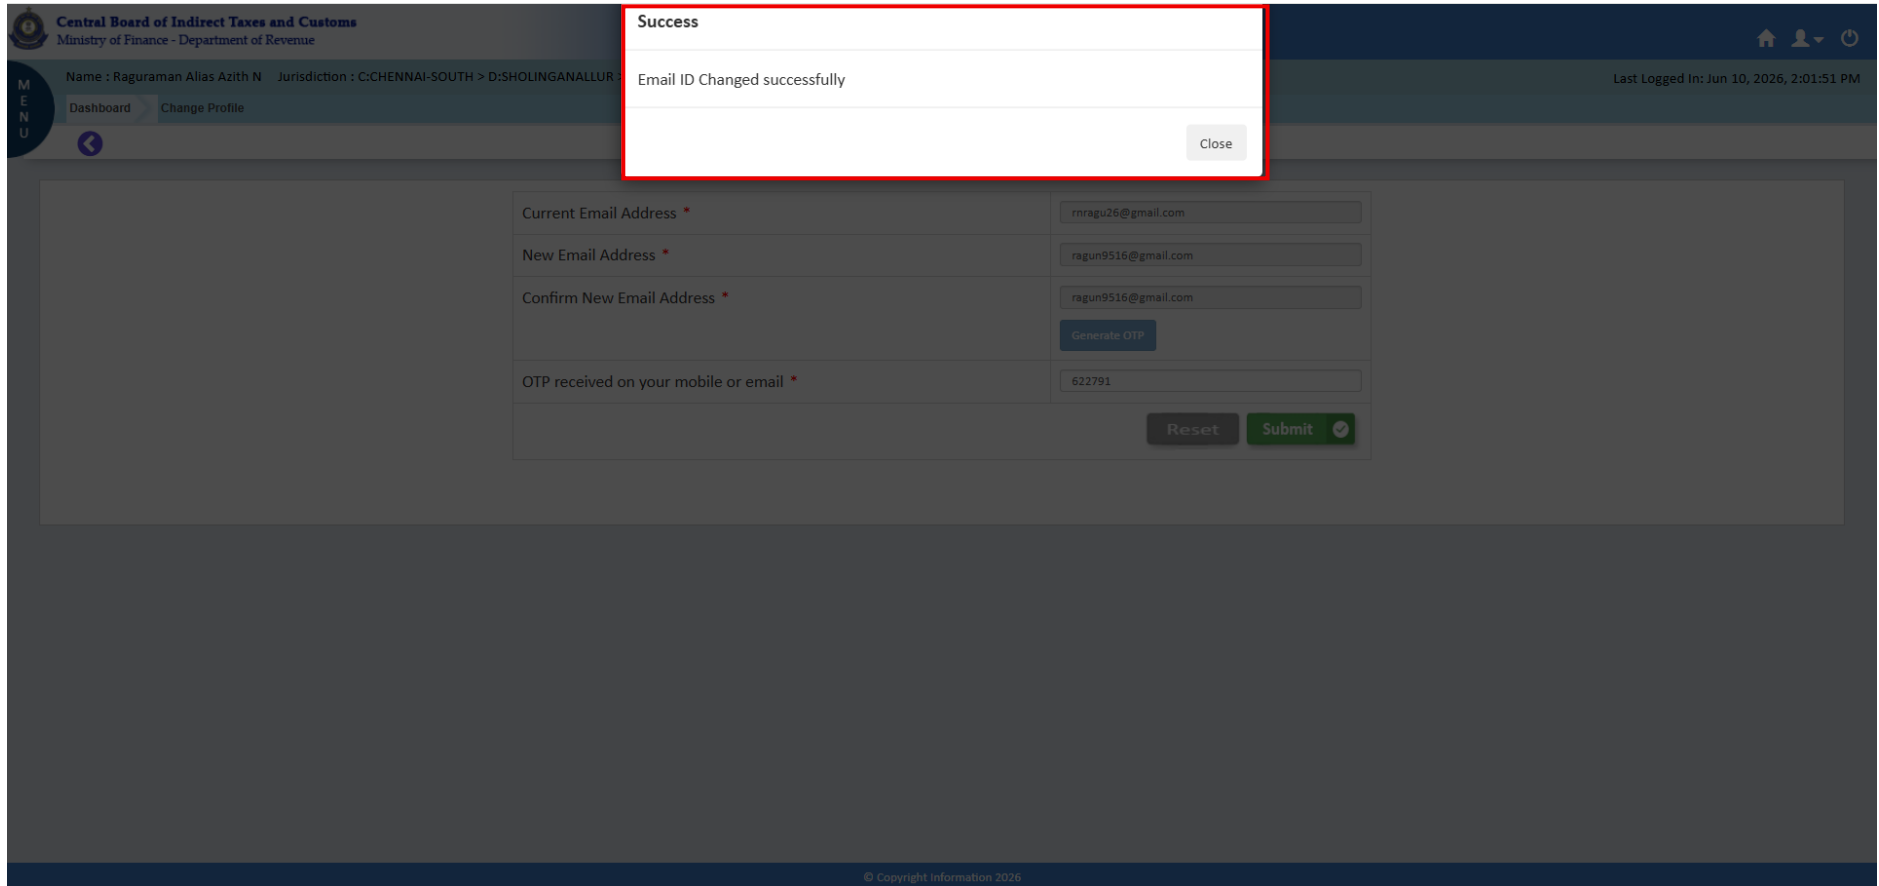 Central Board of Indirect Taxes and Customs
Ministry of Finance - Department of Revenue
Success
Email ID Changed successfully
Close
MENU
Name : Raguraman Alias Azith N Jurisdiction : C:CHENNAI-SOUTH > D:SHOLINGANALLUR >
Last Logged In: Jun 10, 2026, 2:01:51 PM
Dashboard Change Profile
Current Email Address * rnragu26@gmail.com
New Email Address * ragun9516@gmail.com
Confirm New Email Address * ragun9516@gmail.com
Generate OTP
OTP received on your mobile or email * 622791
Reset Submit
© Copyright Information 2026